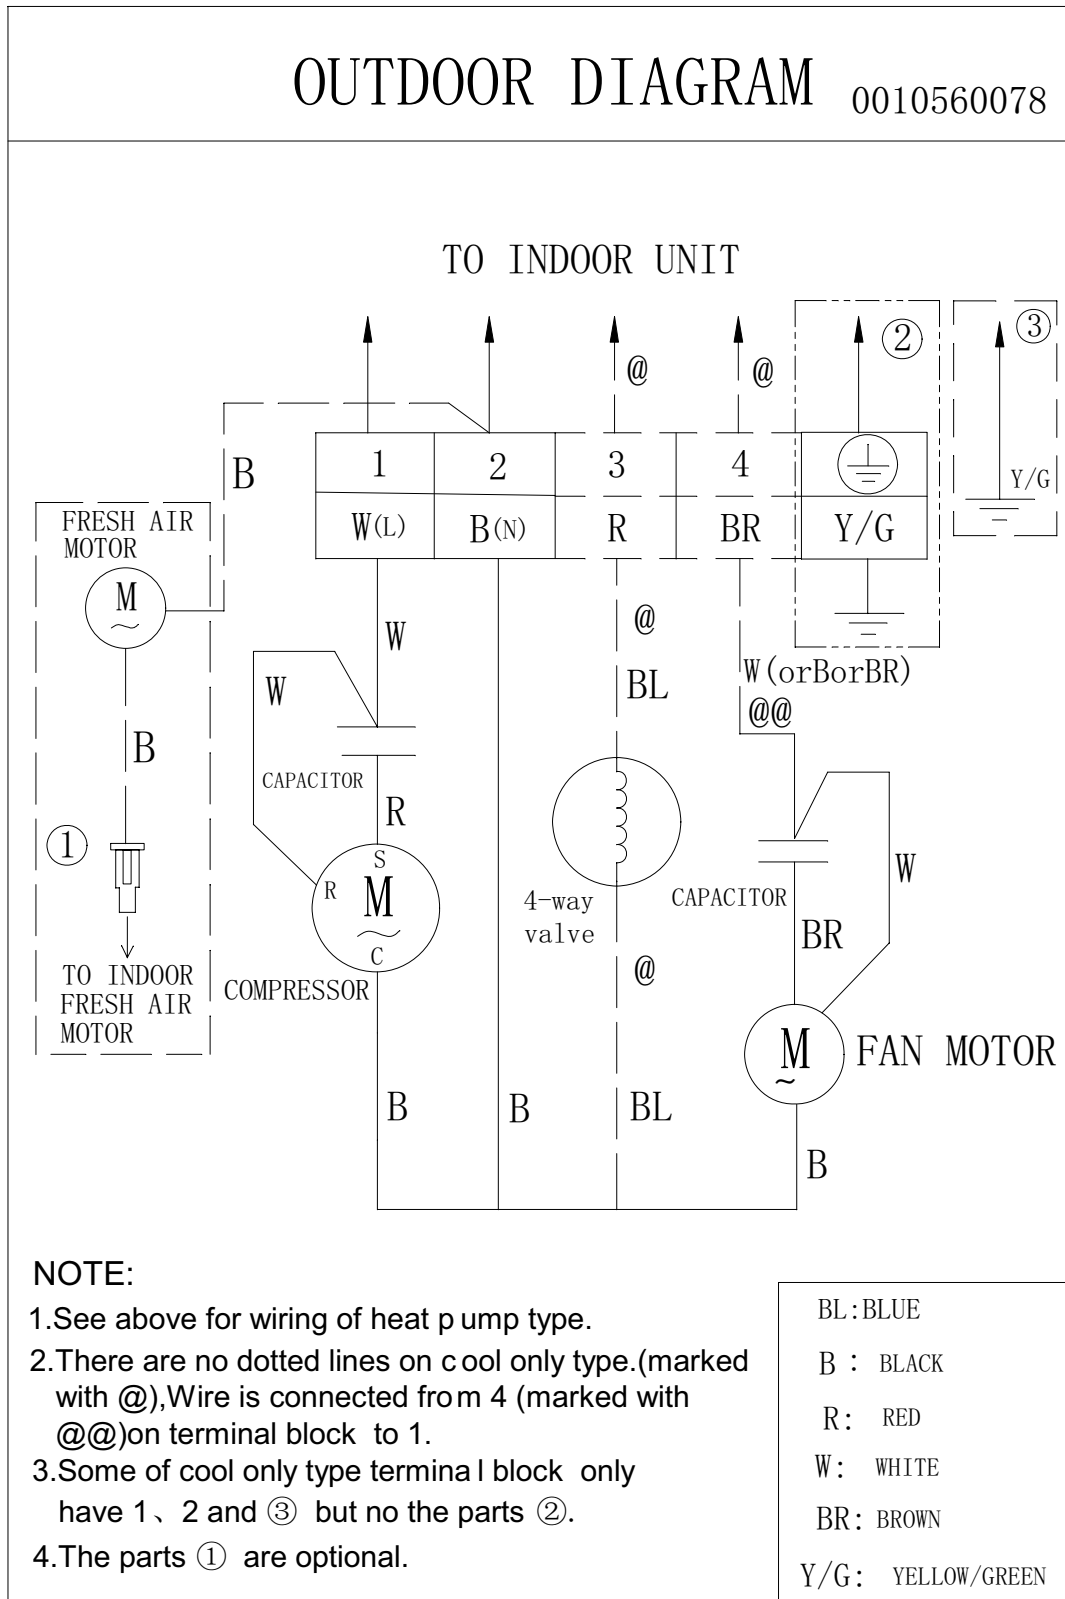 OUTDOOR DIAGRAM 0010560078
TO INDOOR UNIT
② ③
@ @
B 1 2 3 4 Y/G
FRESH AIR
MOTOR
W(L) B(N) R BR Y/G
M
~
@
W
W
BL
W(orBorBR)
@@
B
CAPACITOR
R
①
S
R M
~
C
4-way
valve
CAPACITOR
W
BR
@
TO INDOOR
FRESH AIR
MOTOR
COMPRESSOR
M
~
FAN MOTOR
B B BL
B
NOTE:
1.See above for wiring of heat p ump type.
2.There are no dotted lines on c ool only type.(marked
with @),Wire is connected from 4 (marked with
@@)on terminal block to 1.
3.Some of cool only type termina l block only
have 1、2 and ③ but no the parts ②.
4.The parts ① are optional.
BL:BLUE
B : BLACK
R: RED
W: WHITE
BR: BROWN
Y/G: YELLOW/GREEN